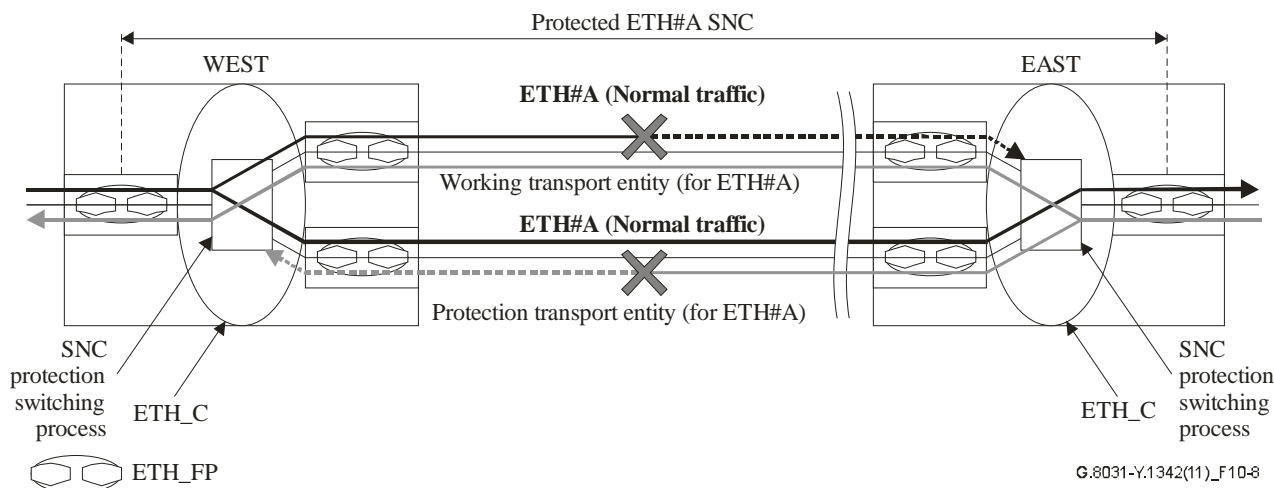 Protected ETH#A SNC
WEST
EAST
ETH#A (Normal traffic)
Working transport entity (for ETH#A)
ETH#A (Normal traffic)
Protection transport entity (for ETH#A)
SNC
protection
switching
process
ETH_C
ETH_C
SNC
protection
switching
process
ETH_FP
G.8031-Y.1342(11)_F10-8